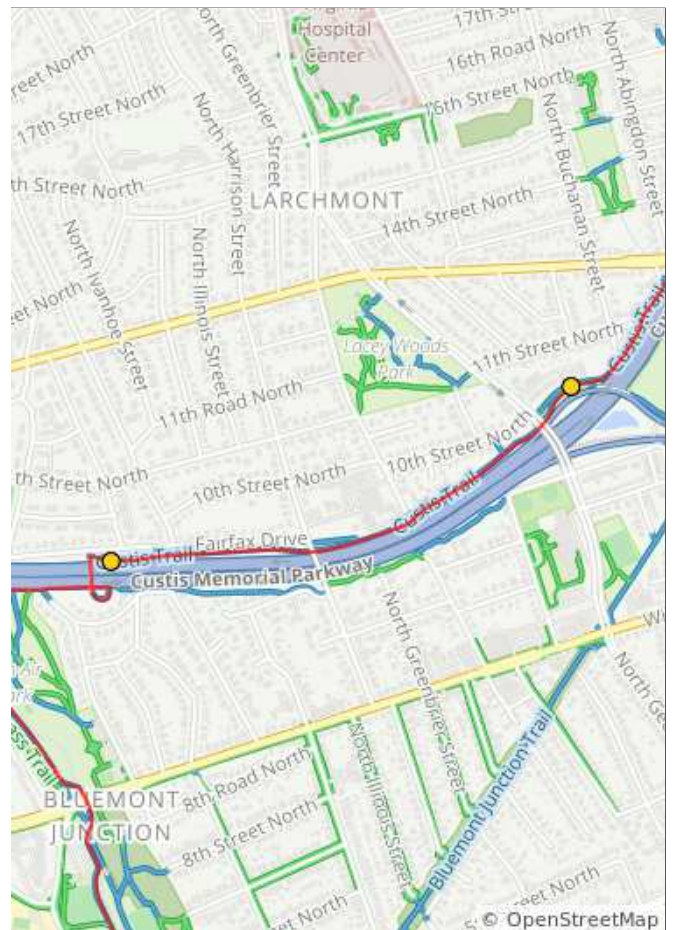 Hospital
Center
17th Street North
16th Road North
15th Street North
North Greenbrier Street
North Abingdon Street
reet North
17th Street North
North Harrison Street
North Buchanan Street
th Street North
LARCHMONT
14th Street North
North Ivanhoe Street
North Illinois Street
eet North
Custis Trail
Lacey Woods
Park
11th Street North
11th Road North
10th Street North
th Street North
10th Street North
Custis Trail
Fairfax Drive
Custis Trail
Custis Memorial Parkway
North Greenbrier Street
North Illinois Street
Bluemont Junction Trail
8th Road North
BLUEMONT
JUNCTION
8th Street North
et North
© OpenStreetMap